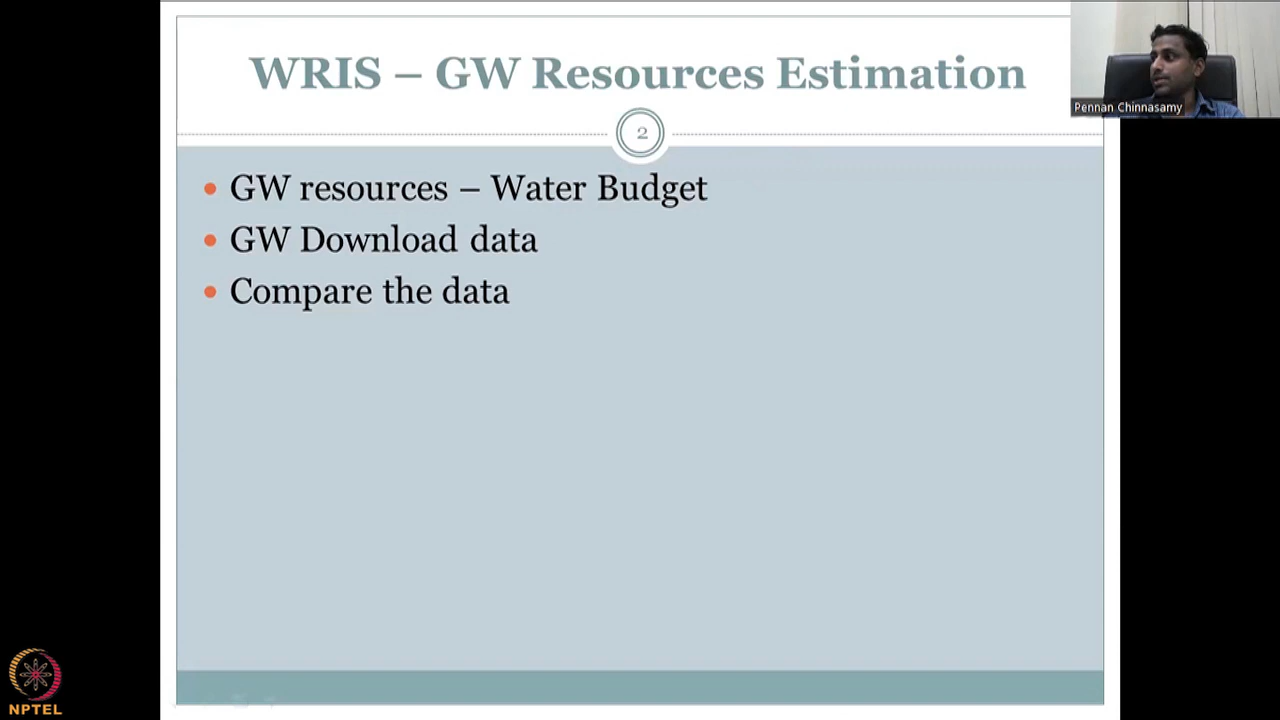 WRIS – GW Resources Estimation
Pennan Chinnasamy
2
GW resources – Water Budget
GW Download data
Compare the data
NPTEL